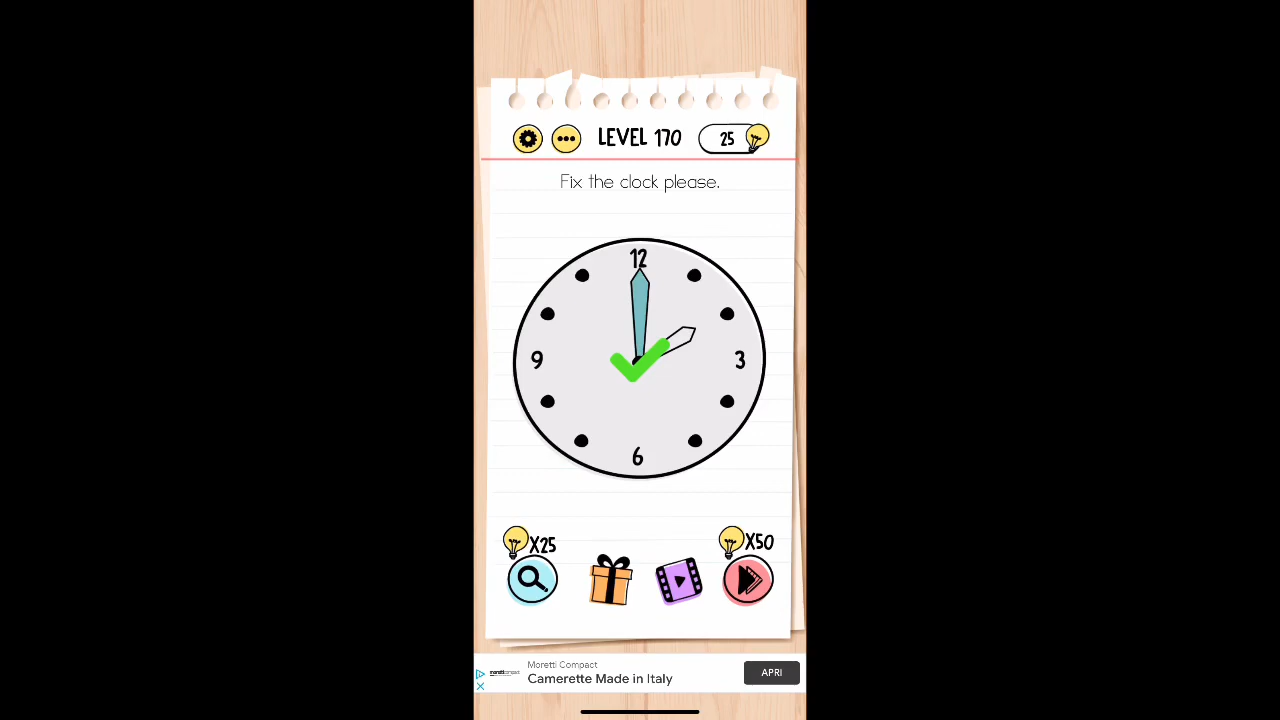 LEVEL 170
25
Fix the clock please.
12
9
3
6
X25
X50
Moretti Compact
Camerette Made in Italy
APRI